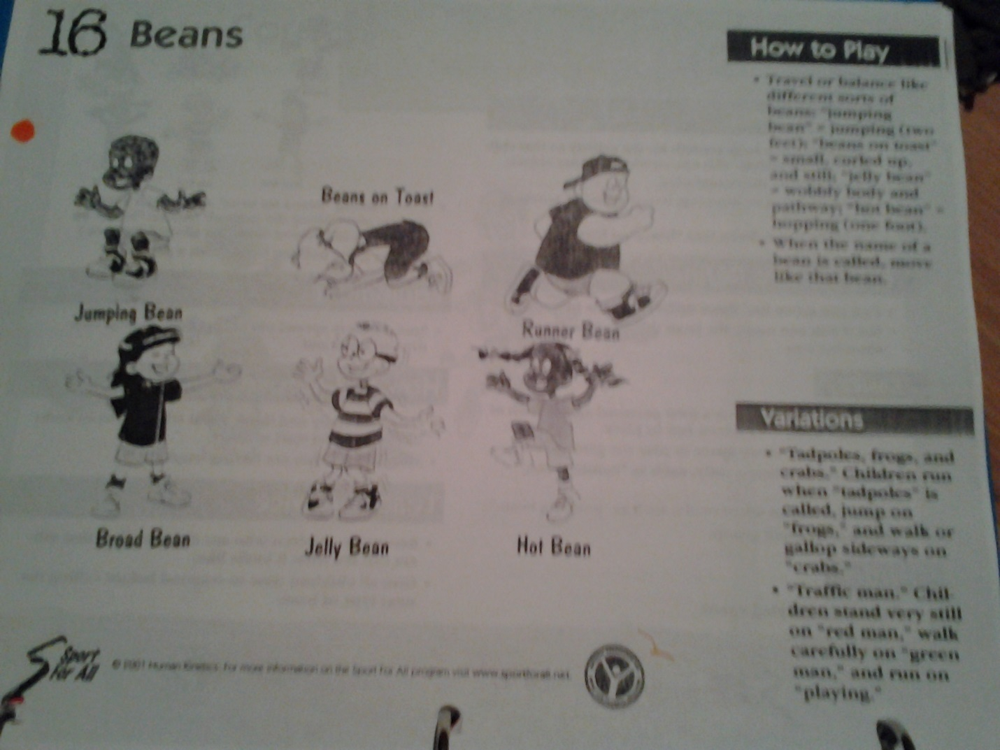 16 Beans
How to Play
• Travel or balance like
different sorts of
beans: "jumping
bean" = jumping (two
feet); "beans on toast"
= small, curled up,
and still; "jelly bean"
= wobbly body and
pathway; "hot bean" =
hopping (one foot).
• When the name of a
bean is called, move
like that bean.
Beans on Toast
Jumping Bean
Runner Bean
Broad Bean
Jelly Bean
Hot Bean
Variations
• "Tadpoles, frogs, and
crabs." Children run
when "tadpoles" is
called, jump on
"frogs," and walk or
gallop sideways on
"crabs."
• "Traffic man." Chil-
dren stand very still
on "red man," walk
carefully on "green
man," and run on
"playing."
Sport
For All
© 2001 Human Kinetics. For more information on the Sport For All program visit www.sportforall.net.